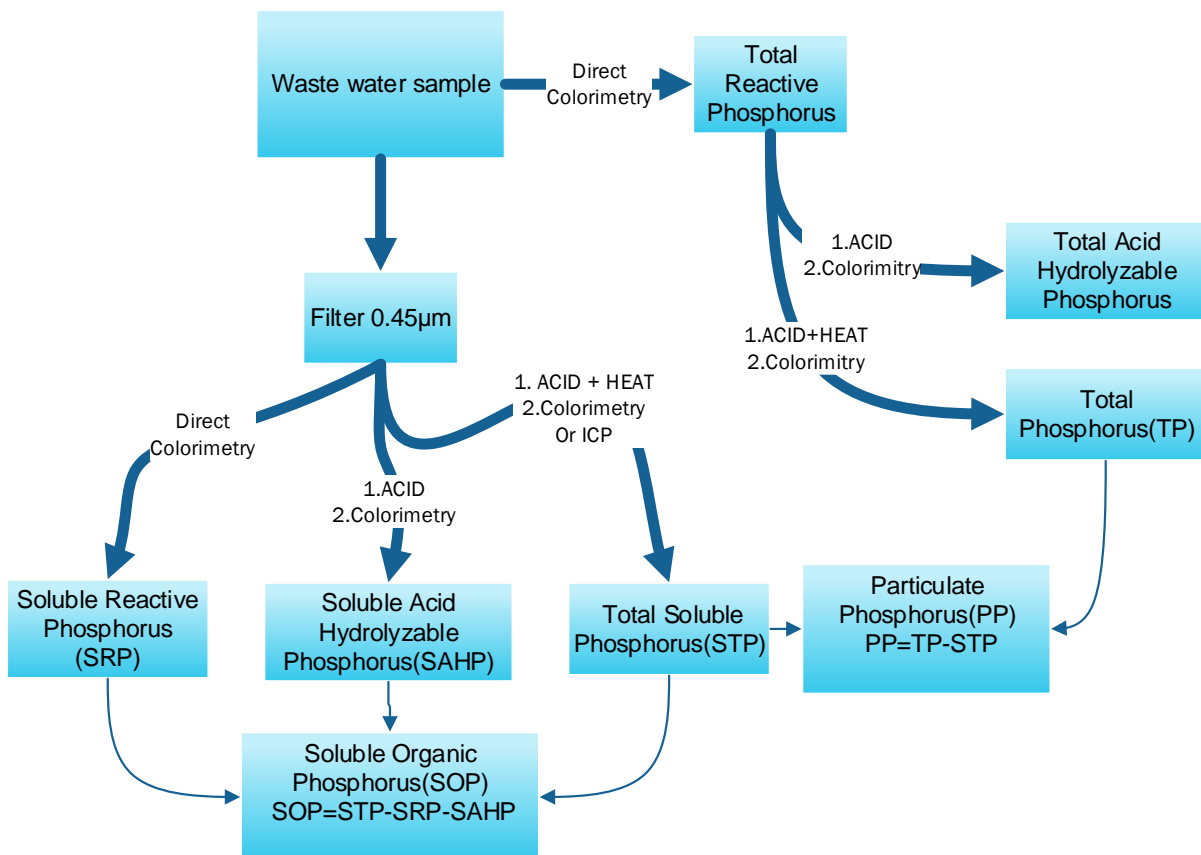 Waste water sample
Direct
Colorimetry
Total
Reactive
Phosphorus
1.ACID
2.Colorimitry
Total Acid
Hydrolyzable
Phosphorus
Filter 0.45µm
1.ACID+HEAT
2.Colorimitry
1. ACID + HEAT
2.Colorimetry
Or ICP
Total
Phosphorus(TP)
Direct
Colorimetry
1.ACID
2.Colorimetry
Soluble Reactive
Phosphorus
(SRP)
Soluble Acid
Hydrolyzable
Phosphorus(SAHP)
Total Soluble
Phosphorus(STP)
Particulate
Phosphorus(PP)
PP=TP-STP
Soluble Organic
Phosphorus(SOP)
SOP=STP-SRP-SAHP